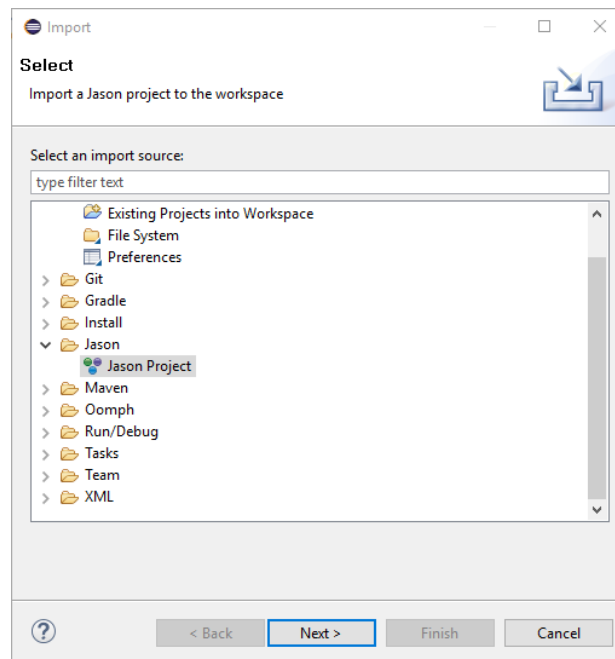 Import
Select
Import a Jason project to the workspace
Select an import source:
type filter text
Existing Projects into Workspace
File System
Preferences
Git
Gradle
Install
Jason
Jason Project
Maven
Oomph
Run/Debug
Tasks
Team
XML
?
< Back Next > Finish Cancel